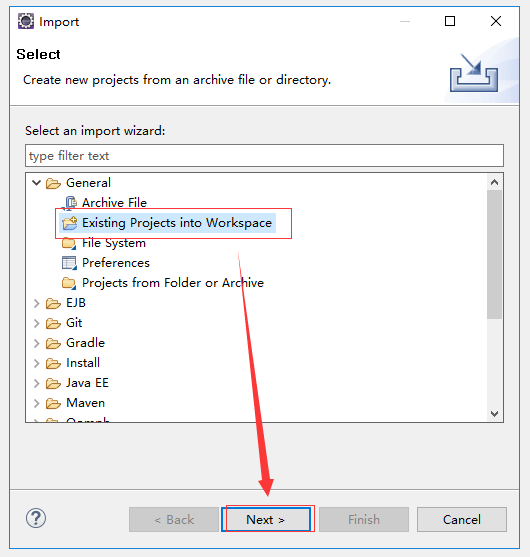 Import
Select
Create new projects from an archive file or directory.
Select an import wizard:
type filter text
General
Archive File
Existing Projects into Workspace
File System
Preferences
Projects from Folder or Archive
EJB
Git
Gradle
Install
Java EE
Maven
Oomph
?
< Back
Next >
Finish
Cancel